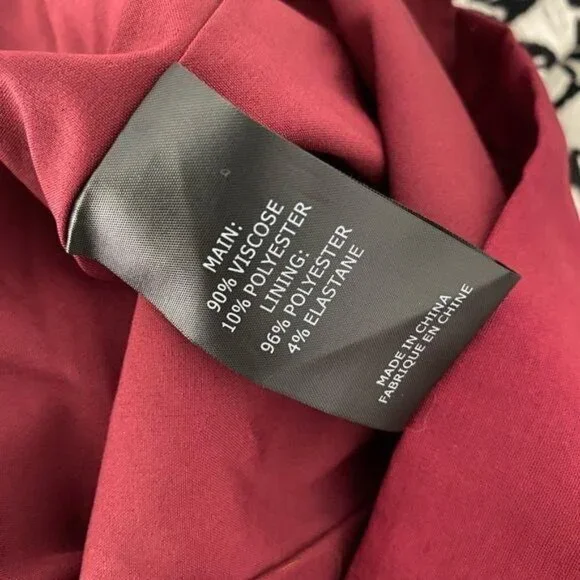 MAIN:
90% VISCOSE
10% POLYESTER
LINING:
96% POLYESTER
4% ELASTANE
MADE IN CHINA
FABRIQUE EN CHINE